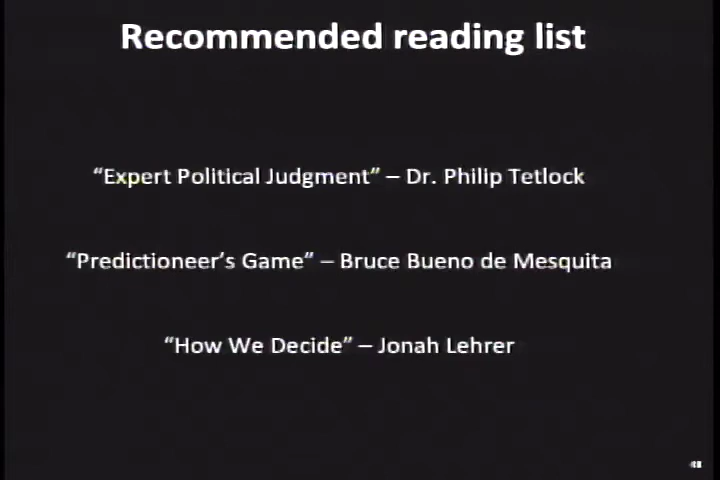 Recommended reading list
“Expert Political Judgment” – Dr. Philip Tetlock
“Predictioneer’s Game” – Bruce Bueno de Mesquita
“How We Decide” – Jonah Lehrer